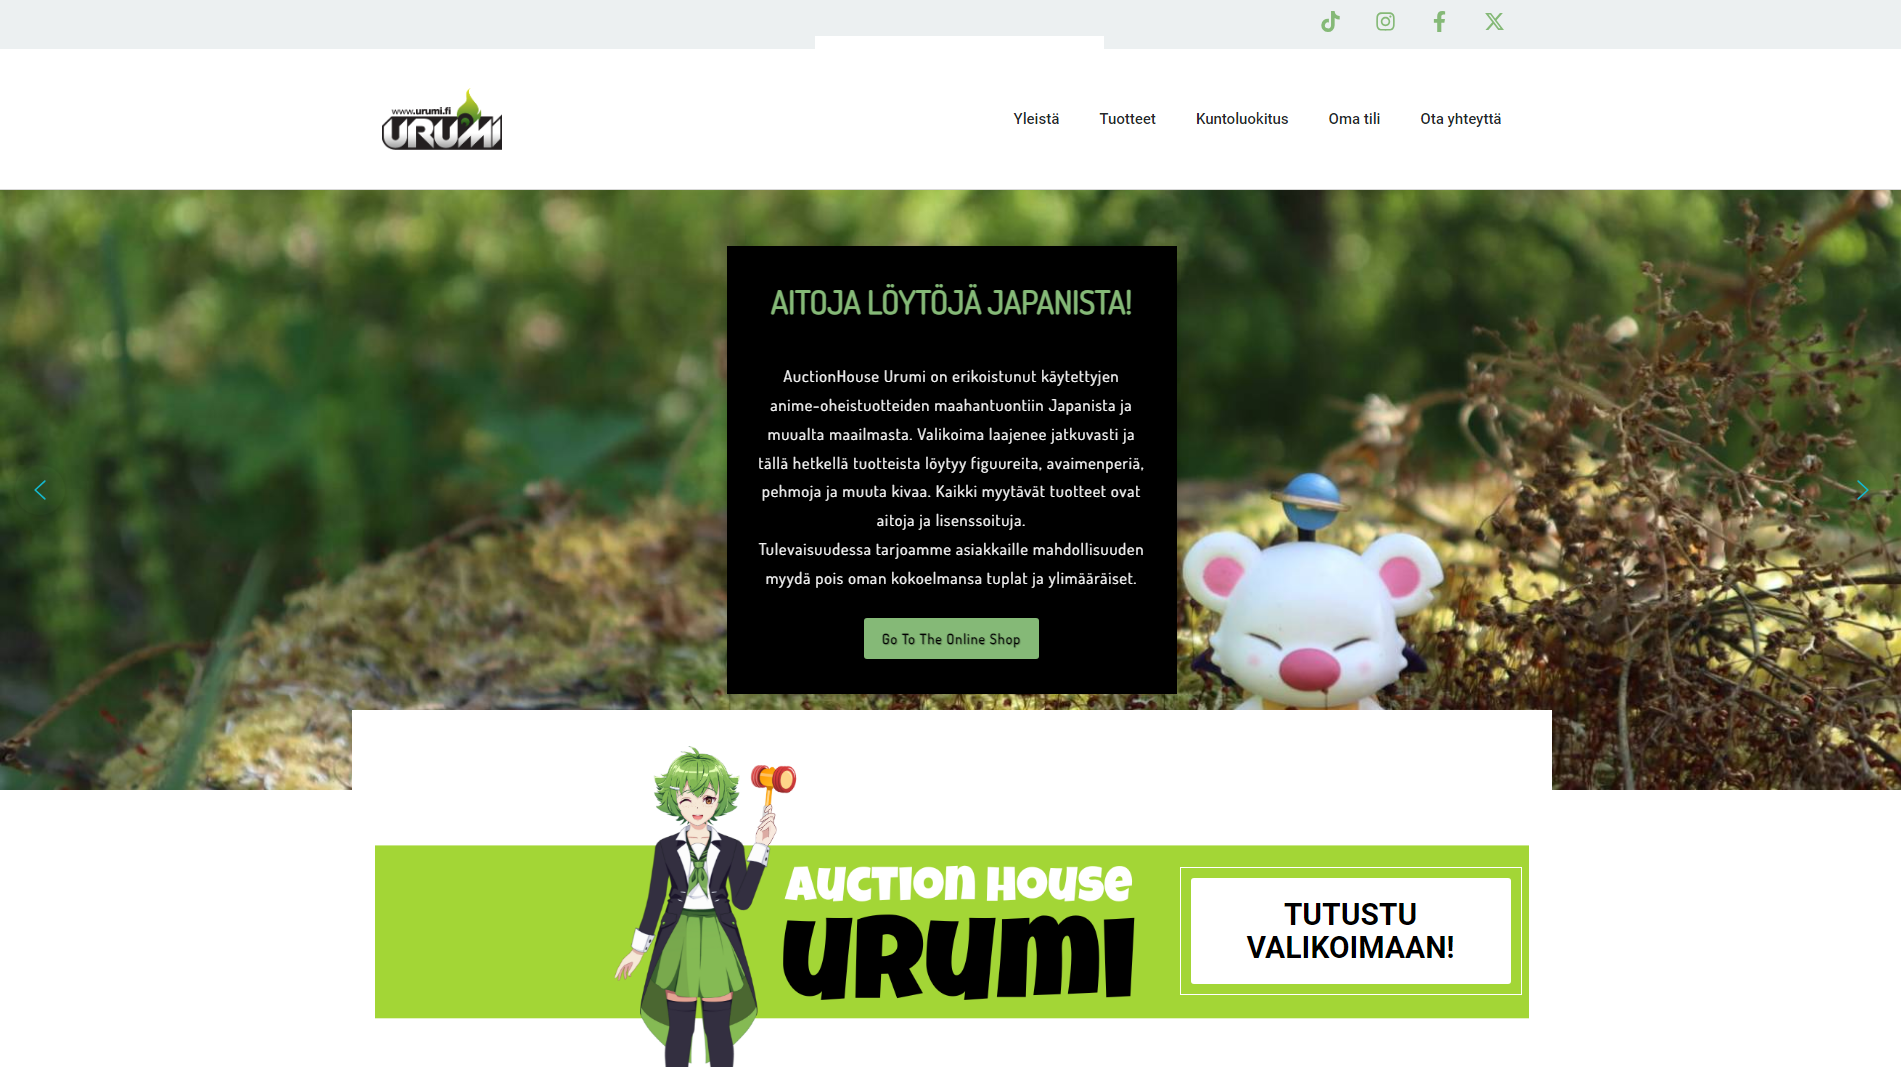 www.urumi.fi
URUMI
Yleistä Tuotteet Kuntoluokitus Oma tili Ota yhteyttä
AITOJA LÖYTÖJÄ JAPANISTA!
AuctionHouse Urumi on erikoistunut käytettyjen
anime-oheistuotteiden maahantuontiin Japanista ja
muualta maailmasta. Valikoima laajenee jatkuvasti ja
tällä hetkellä tuotteista löytyy figuureita, avaimenperiä,
pehmoja ja muuta kivaa. Kaikki myytävät tuotteet ovat
aitoja ja lisenssoituja.
Tulevaisuudessa tarjoamme asiakkaille mahdollisuuden
myydä pois oman kokoelmansa tuplat ja ylimääräiset.
Go To The Online Shop
AUCTION HOUSE
URUMI
TUTUSTU
VALIKOIMAAN!